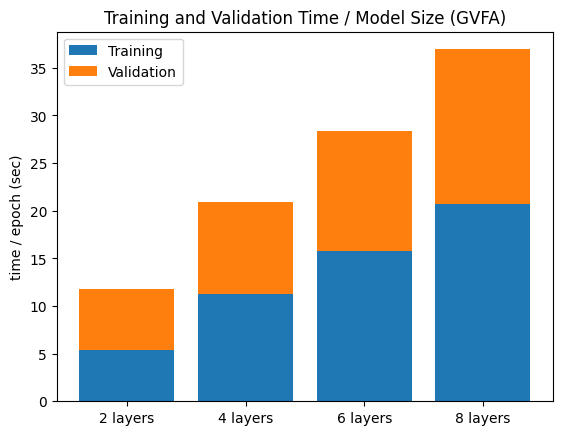 Training and Validation Time / Model Size (GVFA)
Training
Validation
time / epoch (sec)
35
30
25
20
15
10
5
0
2 layers
4 layers
6 layers
8 layers